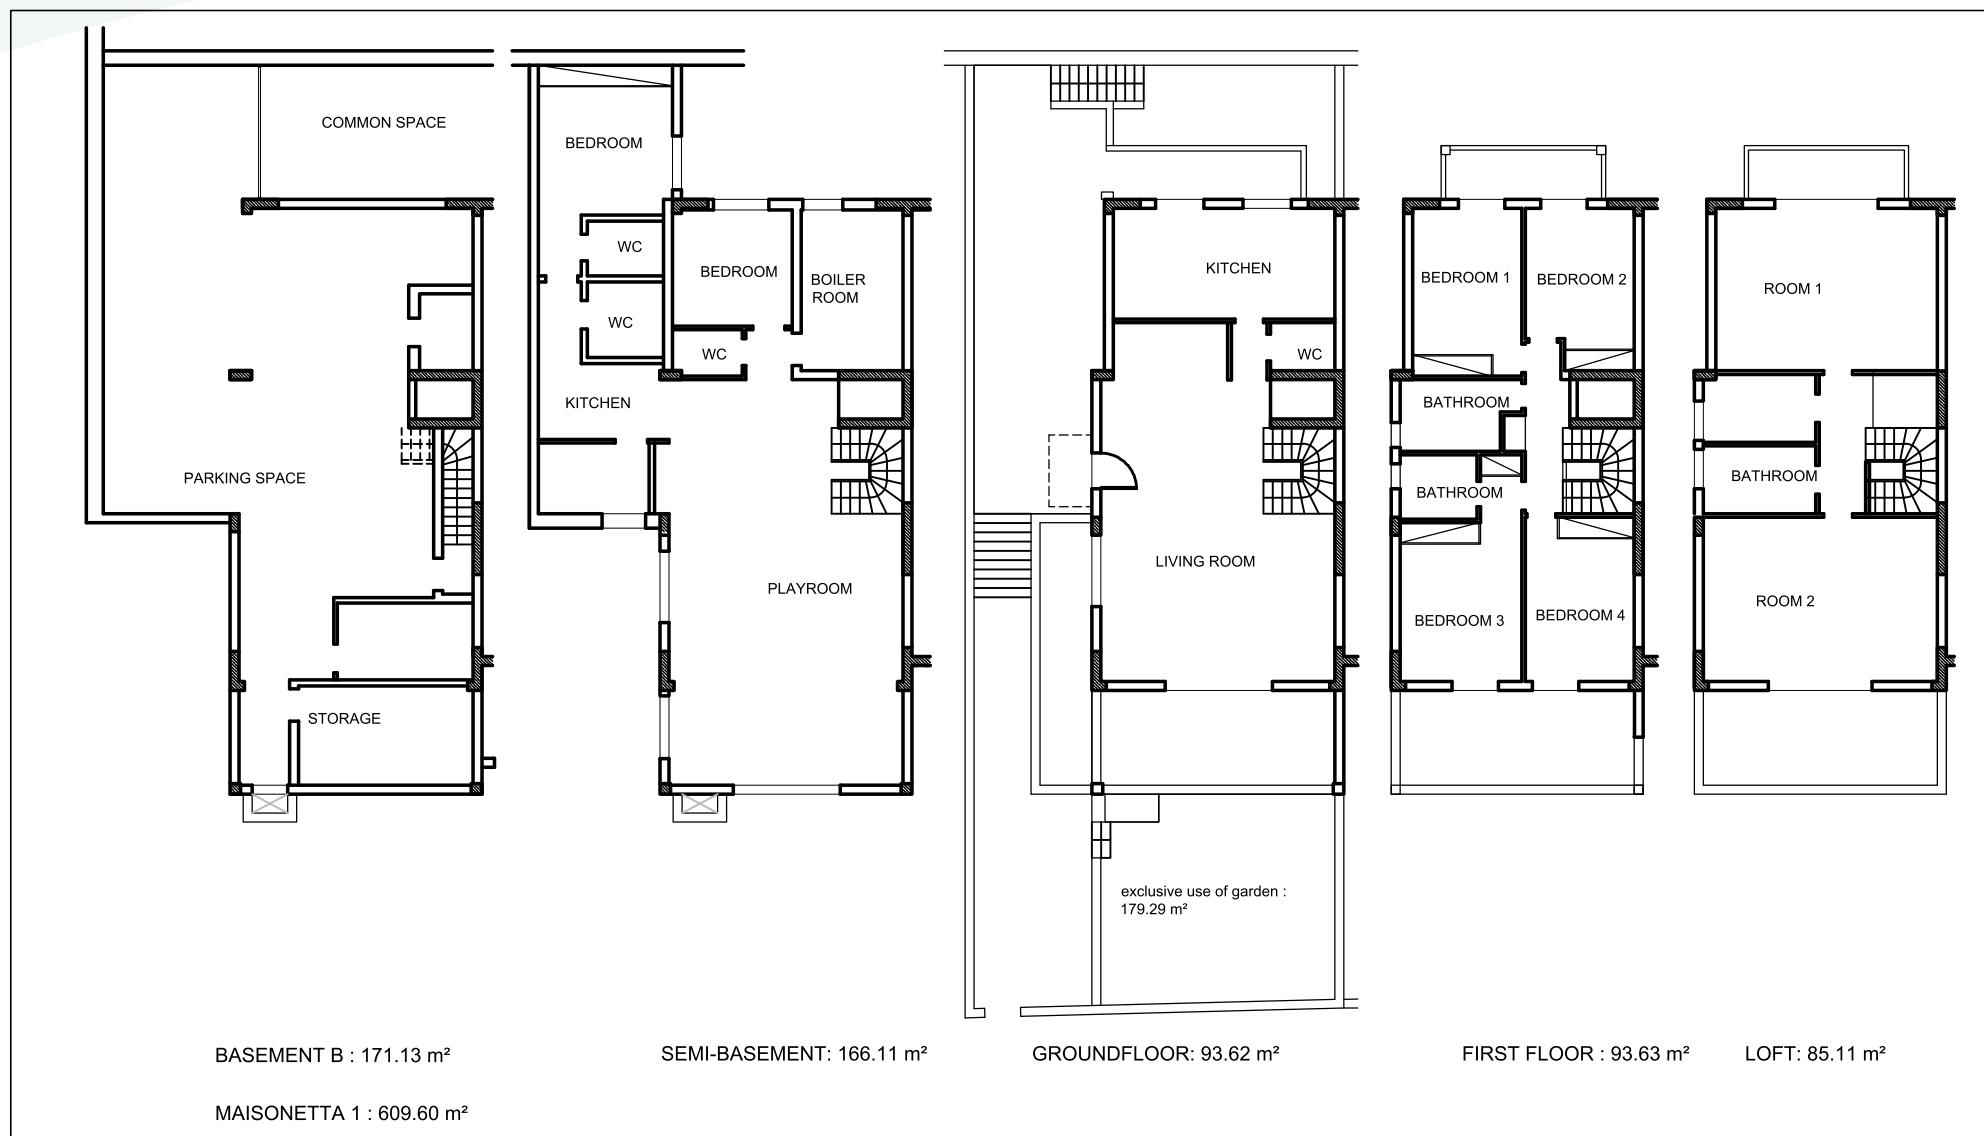 COMMON SPACE
PARKING SPACE
STORAGE
BEDROOM
WC
BEDROOM
BOILER
ROOM
WC
WC
KITCHEN
PLAYROOM
KITCHEN
WC
LIVING ROOM
exclusive use of garden :
179.29 m²
BEDROOM 1
BEDROOM 2
BATHROOM
BATHROOM
BEDROOM 3
BEDROOM 4
ROOM 1
BATHROOM
ROOM 2
BASEMENT B : 171.13 m²
SEMI-BASEMENT: 166.11 m²
GROUNDFLOOR: 93.62 m²
FIRST FLOOR : 93.63 m²
LOFT: 85.11 m²
MAISONETTA 1 : 609.60 m²